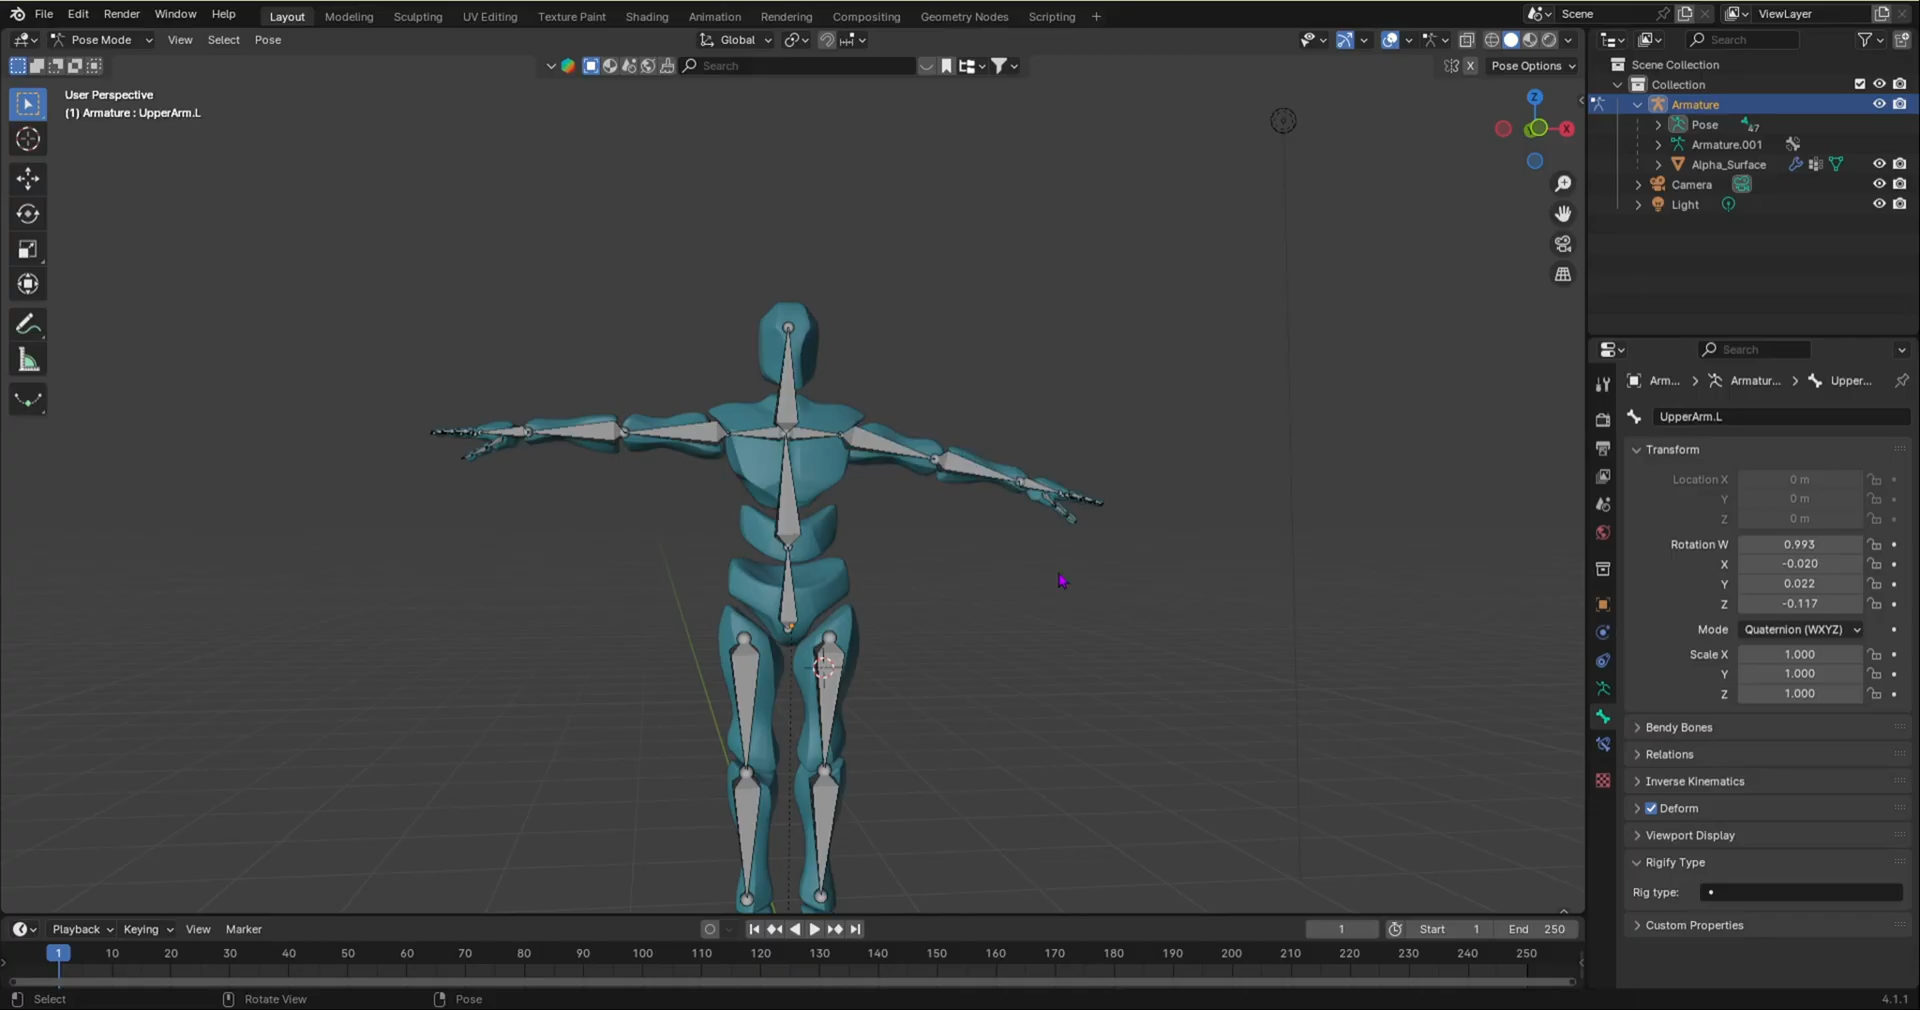 File Edit Render Window Help Layout Modeling Sculpting UV Editing Texture Paint Shading Animation Rendering Compositing Geometry Nodes Scripting + Scene ViewLayer
Pose Mode View Select Pose Global Search
Search X Pose Options
User Perspective
(1) Armature : UpperArm.L
Z
X
Scene Collection
Collection
Armature
Pose 47
Armature.001
Alpha_Surface
Camera
Light
Search
Arm... > Armatur... > Upper...
UpperArm.L
Transform
Location X 0 m
Y 0 m
Z 0 m
Rotation W 0.993
X -0.020
Y 0.022
Z -0.117
Mode Quaternion (WXYZ)
Scale X 1.000
Y 1.000
Z 1.000
Bendy Bones
Relations
Inverse Kinematics
Deform
Viewport Display
Rigify Type
Rig type:
Custom Properties
Playback Keying View Marker 1 Start 1 End 250
1 10 20 30 40 50 60 70 80 90 100 110 120 130 140 150 160 170 180 190 200 210 220 230 240 250
Select Rotate View Pose 4.1.1